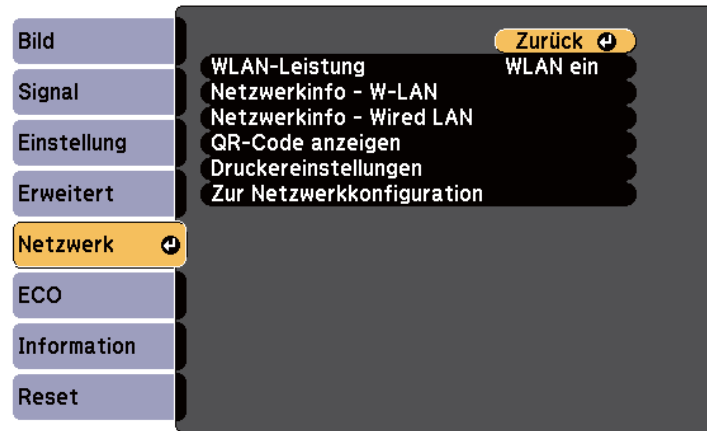 Bild
Signal
Einstellung
Erweitert
Netzwerk
ECO
Information
Reset
Zurück
WLAN-Leistung WLAN ein
Netzwerkinfo - W-LAN
Netzwerkinfo - Wired LAN
QR-Code anzeigen
Druckereinstellungen
Zur Netzwerkkonfiguration